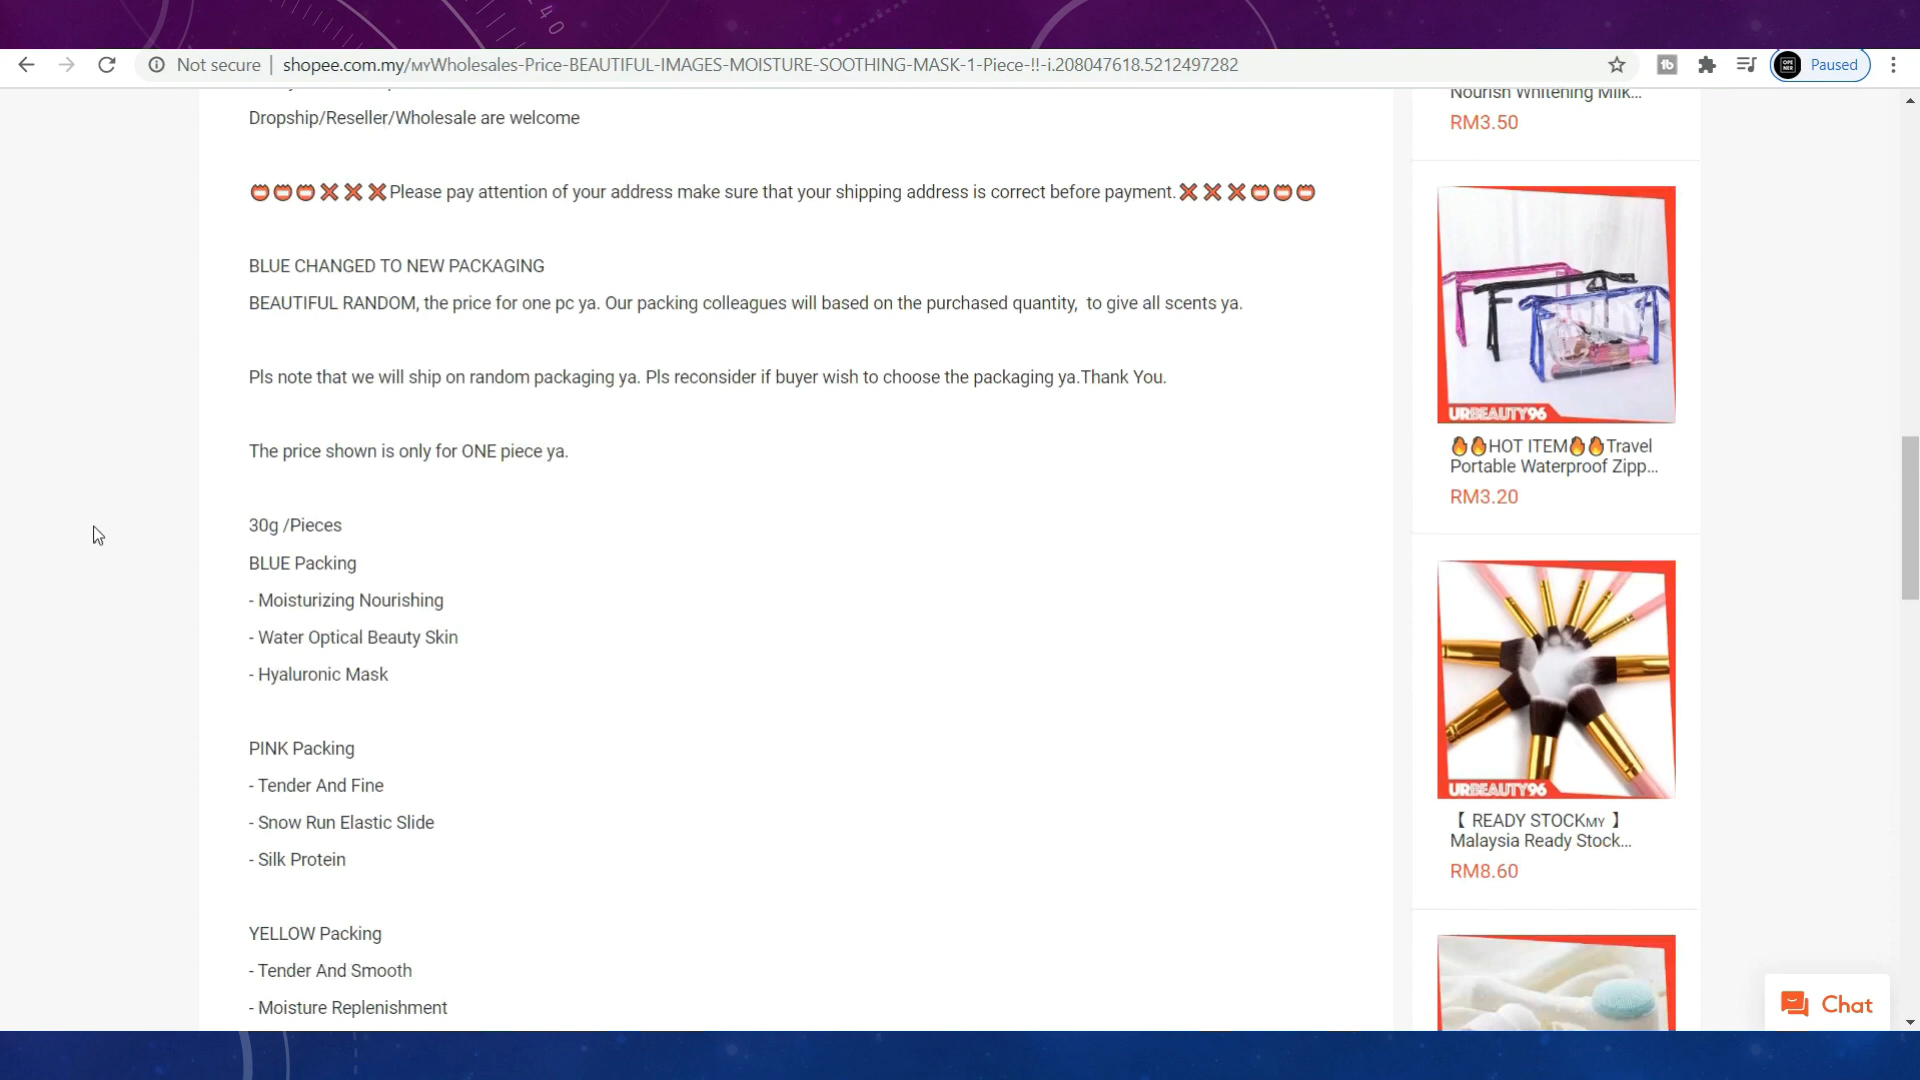 40
Not secure
shopee.com.my/MYWholesales-Price-BEAUTIFUL-IMAGES-MOISTURE-SOOTHING-MASK-1-Piece-!!-i.208047618.5212497282
Paused
Dropship/Reseller/Wholesale are welcome
📛📛📛❌❌❌Please pay attention of your address make sure that your shipping address is correct before payment.❌❌❌📛📛📛
BLUE CHANGED TO NEW PACKAGING
BEAUTIFUL RANDOM, the price for one pc ya. Our packing colleagues will based on the purchased quantity,  to give all scents ya.
Pls note that we will ship on random packaging ya. Pls reconsider if buyer wish to choose the packaging ya.Thank You.
The price shown is only for ONE piece ya.
30g /Pieces
BLUE Packing
- Moisturizing Nourishing
- Water Optical Beauty Skin
- Hyaluronic Mask
PINK Packing
- Tender And Fine
- Snow Run Elastic Slide
- Silk Protein
YELLOW Packing
- Tender And Smooth
- Moisture Replenishment
Nourish Whitening Milk...
RM3.50
URBEAUTY96
🔥🔥HOT ITEM🔥🔥Travel
Portable Waterproof Zipp...
RM3.20
URBEAUTY96
【 READY STOCKMY 】
Malaysia Ready Stock...
RM8.60
Chat